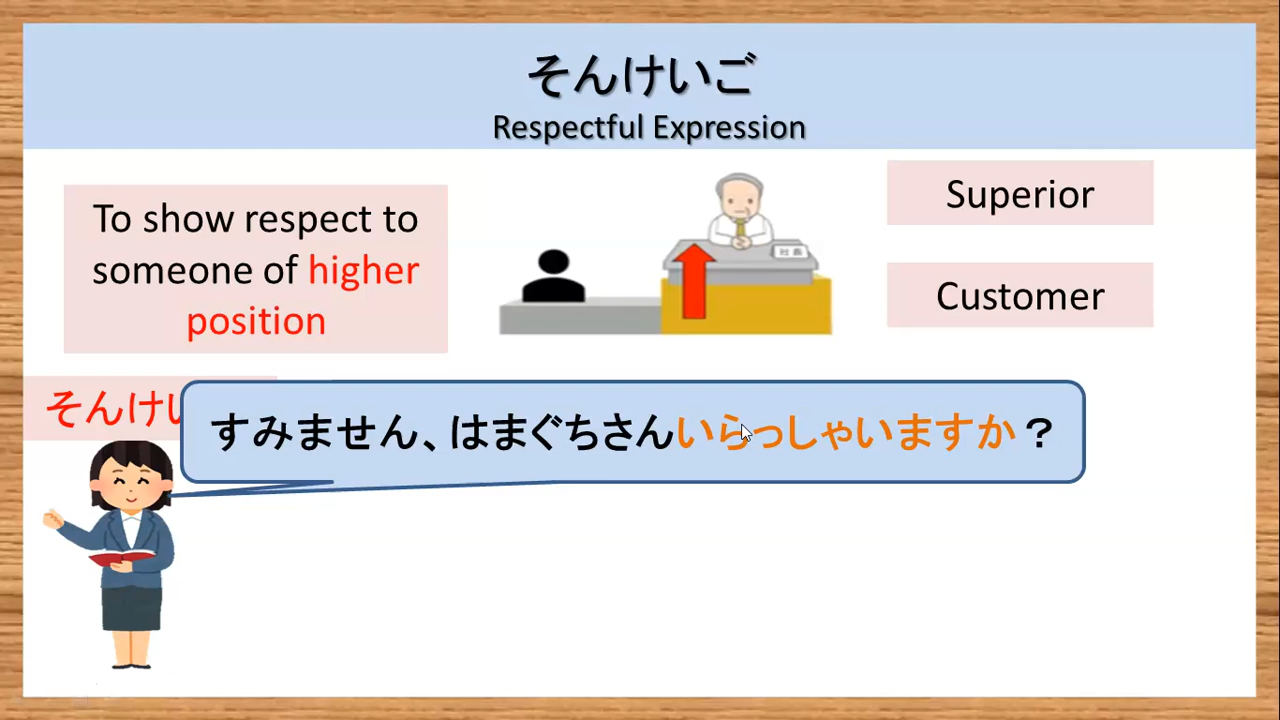 そんけいご
Respectful Expression
To show respect to
someone of higher
position
Superior
Customer
そんけい
すみません、はまぐちさんいらっしゃいますか？